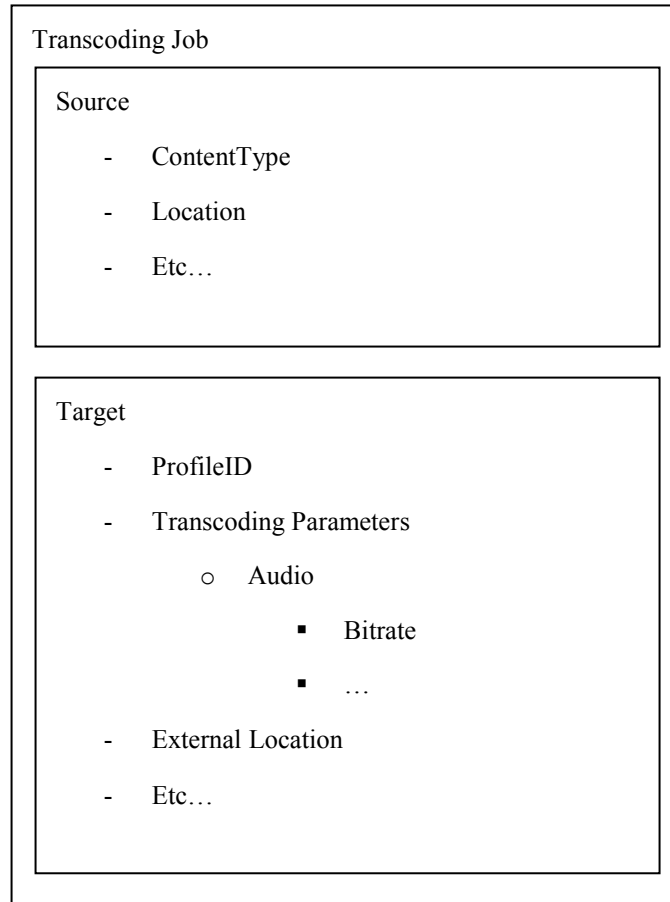 Transcoding Job
Source
- ContentType
- Location
- Etc…
Target
- ProfileID
- Transcoding Parameters
o Audio
▪ Bitrate
▪ …
- External Location
- Etc…